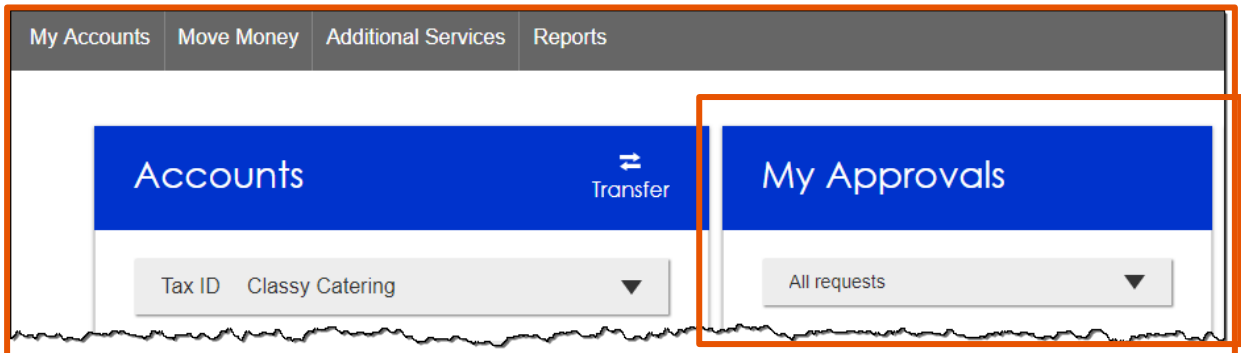 My Accounts Move Money Additional Services Reports
Accounts
Transfer
My Approvals
Tax ID Classy Catering
All requests